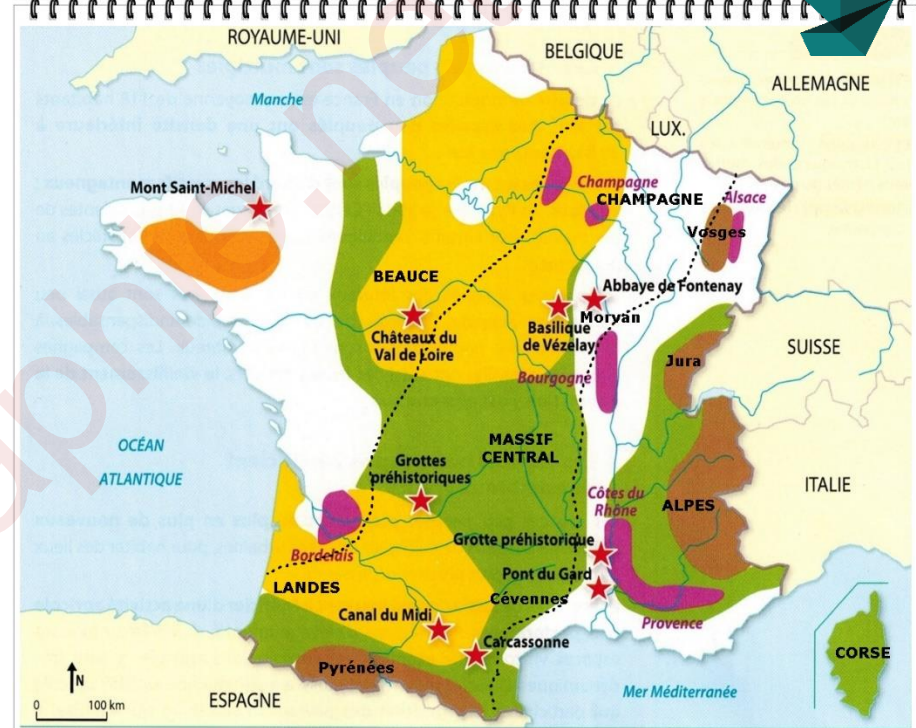 ROYAUME-UNI
BELGIQUE
ALLEMAGNE
LUX.
Manche
Mont Saint-Michel
Champagne
CHAMPAGNE
Alsace
Vosges
BEAUCE
Abbaye de Fontenay
Morvan
Châteaux du
Val de Loire
Basilique
de Vézelay
SUISSE
Jura
Bourgogne
OCÉAN
ATLANTIQUE
MASSIF
CENTRAL
Grottes
préhistoriques
ITALIE
Côtes du
Rhône
ALPES
Bordelais
Grotte préhistorique
Pont du Gard
LANDES
Cévennes
Canal du Midi
Provence
Carcassonne
CORSE
Pyrénées
Mer Méditerranée
N
0 100 km
ESPAGNE